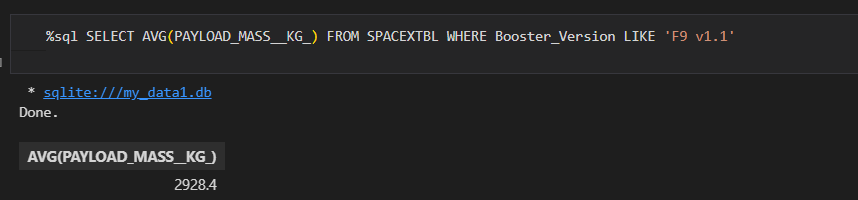 %sql SELECT AVG(PAYLOAD_MASS__KG_) FROM SPACEXTBL WHERE Booster_Version LIKE 'F9 v1.1'
* sqlite:///my_data1.db
Done.
AVG(PAYLOAD_MASS__KG_)
2928.4